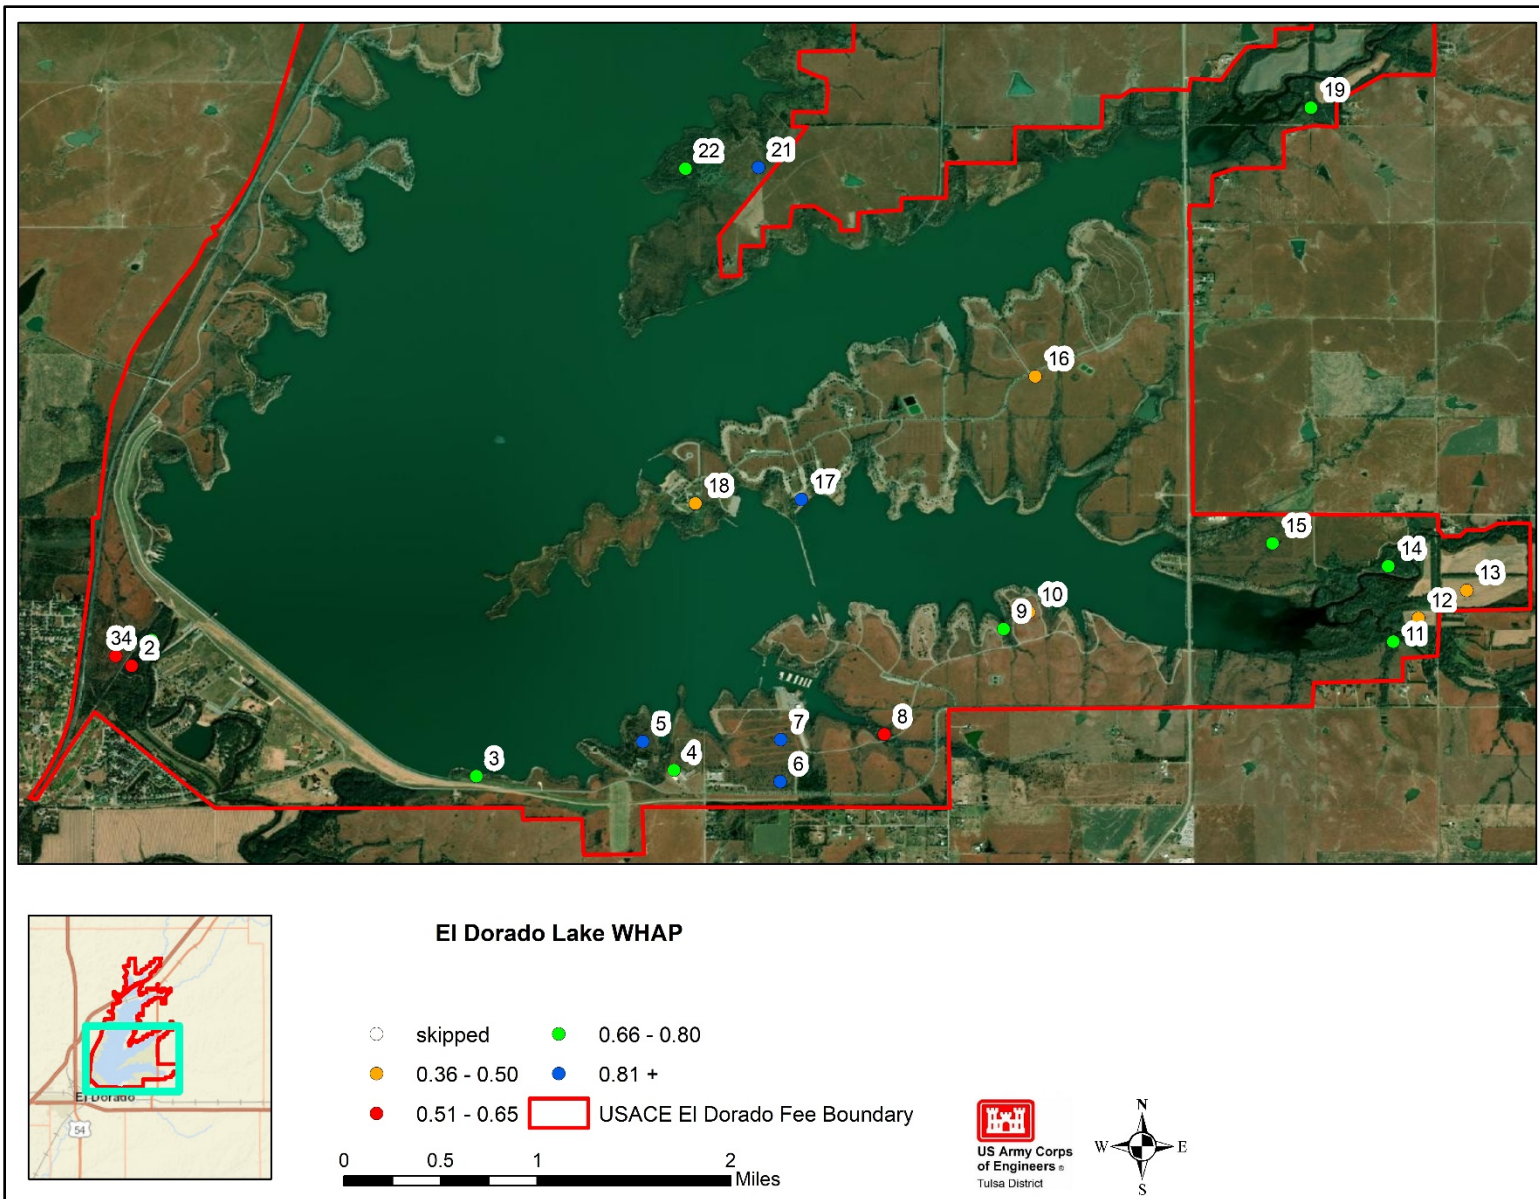 19
22
21
16
18
17
15
14
13
12
10
9
11
34
2
5
7
8
4
3
6
El Dorado Lake WHAP
skipped
0.66 - 0.80
0.36 - 0.50
0.81 +
0.51 - 0.65
USACE El Dorado Fee Boundary
0 0.5 1 2
Miles
El Dorado
54
US Army Corps
of Engineers ®
Tulsa District
N
W E
S